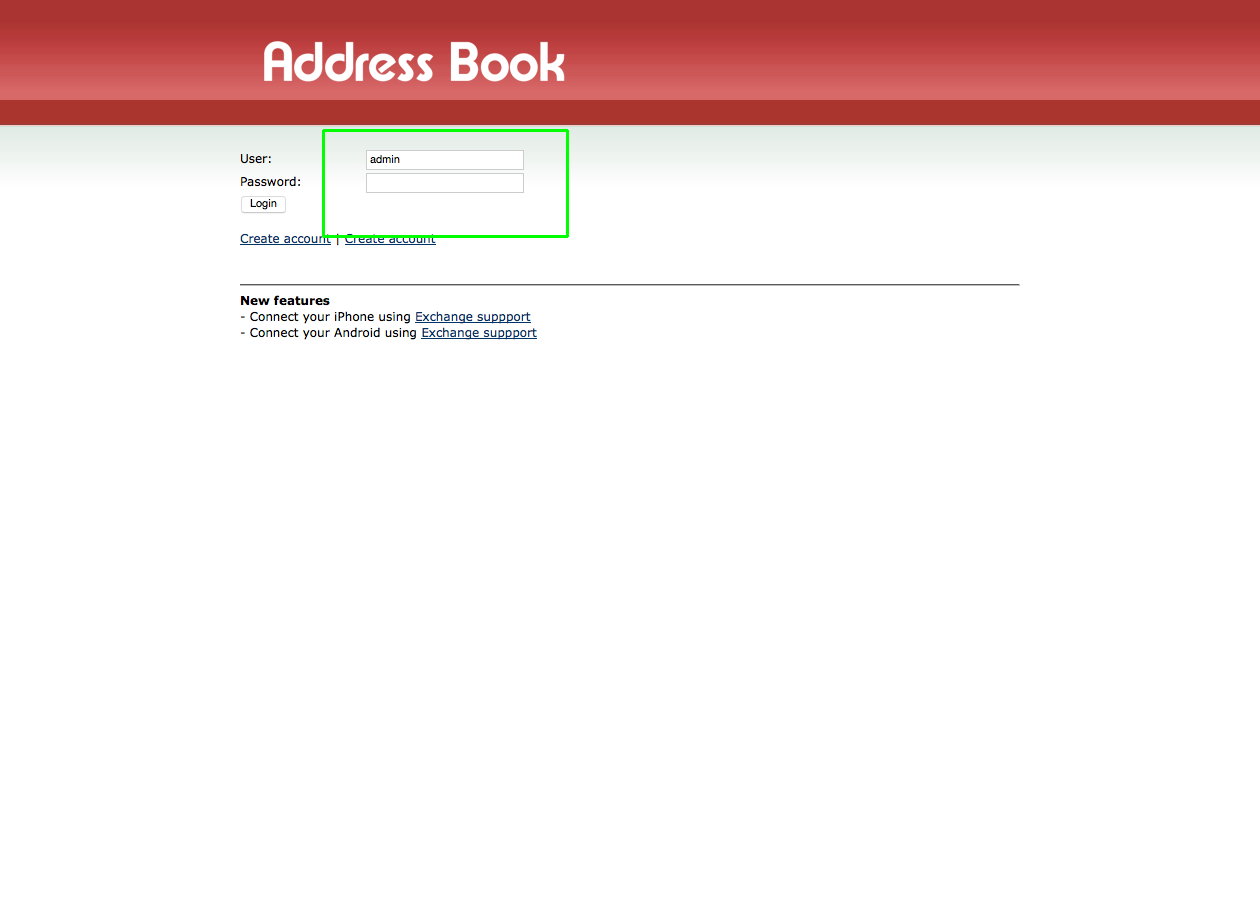 Address Book
User: admin
Password:
Login
Create account | Create account
New features
- Connect your iPhone using Exchange suppport
- Connect your Android using Exchange suppport